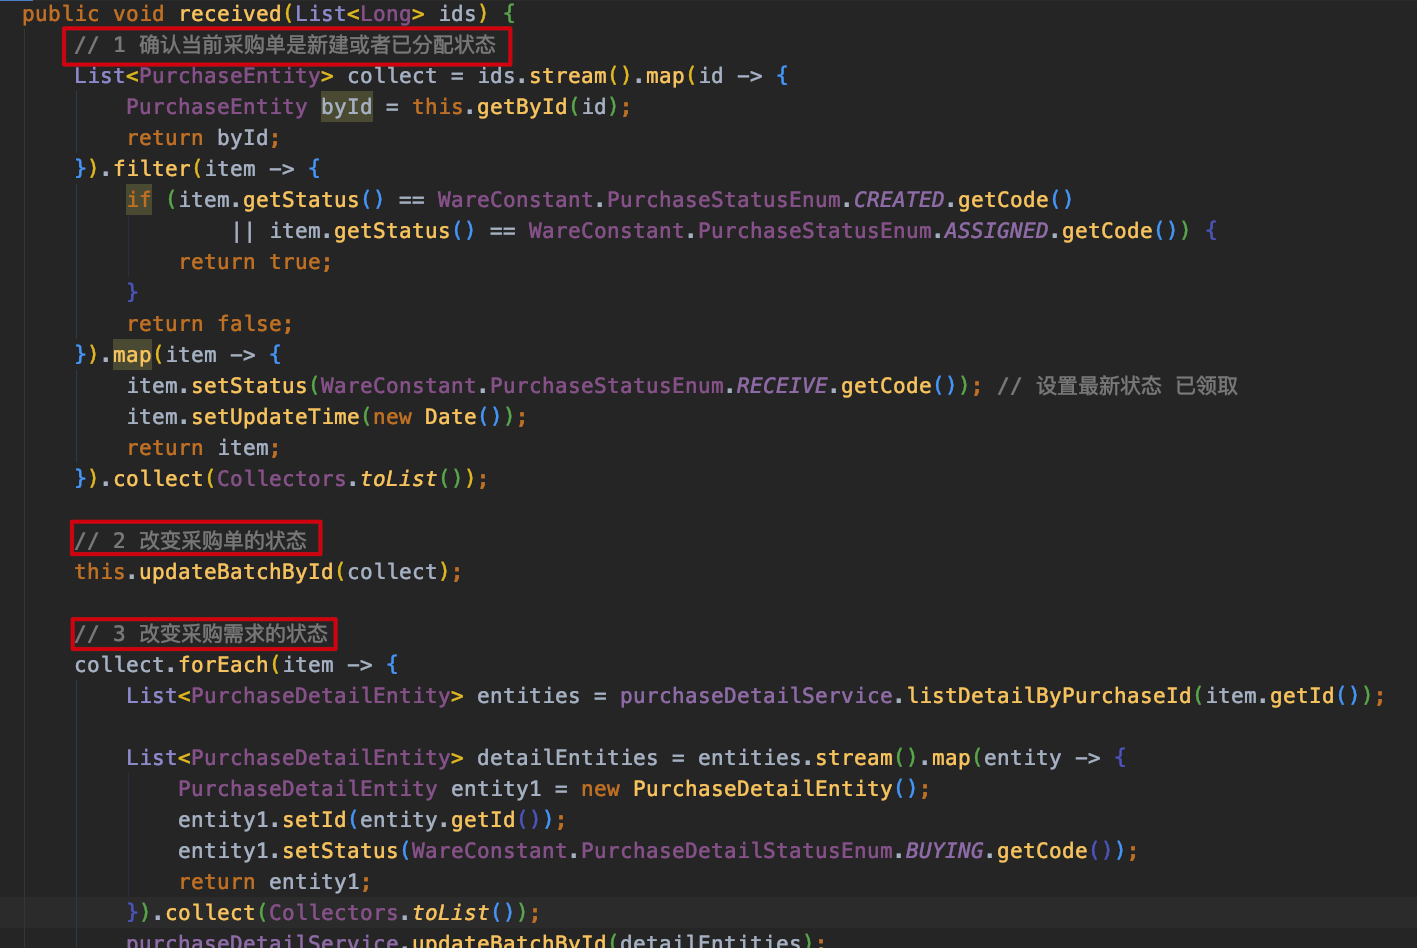 public void received(List<Long> ids) {
// 1 确认当前采购单是新建或者已分配状态
List<PurchaseEntity> collect = ids.stream().map(id -> {
PurchaseEntity byId = this.getById(id);
return byId;
}).filter(item -> {
if (item.getStatus() == WareConstant.PurchaseStatusEnum.CREATED.getCode()
|| item.getStatus() == WareConstant.PurchaseStatusEnum.ASSIGNED.getCode()) {
return true;
}
return false;
}).map(item -> {
item.setStatus(WareConstant.PurchaseStatusEnum.RECEIVE.getCode()); // 设置最新状态 已领取
item.setUpdateTime(new Date());
return item;
}).collect(Collectors.toList());
// 2 改变采购单的状态
this.updateBatchById(collect);
// 3 改变采购需求的状态
collect.forEach(item -> {
List<PurchaseDetailEntity> entities = purchaseDetailService.listDetailByPurchaseId(item.getId());
List<PurchaseDetailEntity> detailEntities = entities.stream().map(entity -> {
PurchaseDetailEntity entity1 = new PurchaseDetailEntity();
entity1.setId(entity.getId());
entity1.setStatus(WareConstant.PurchaseDetailStatusEnum.BUYING.getCode());
return entity1;
}).collect(Collectors.toList());
purchaseDetailService.updateBatchById(detailEntities);